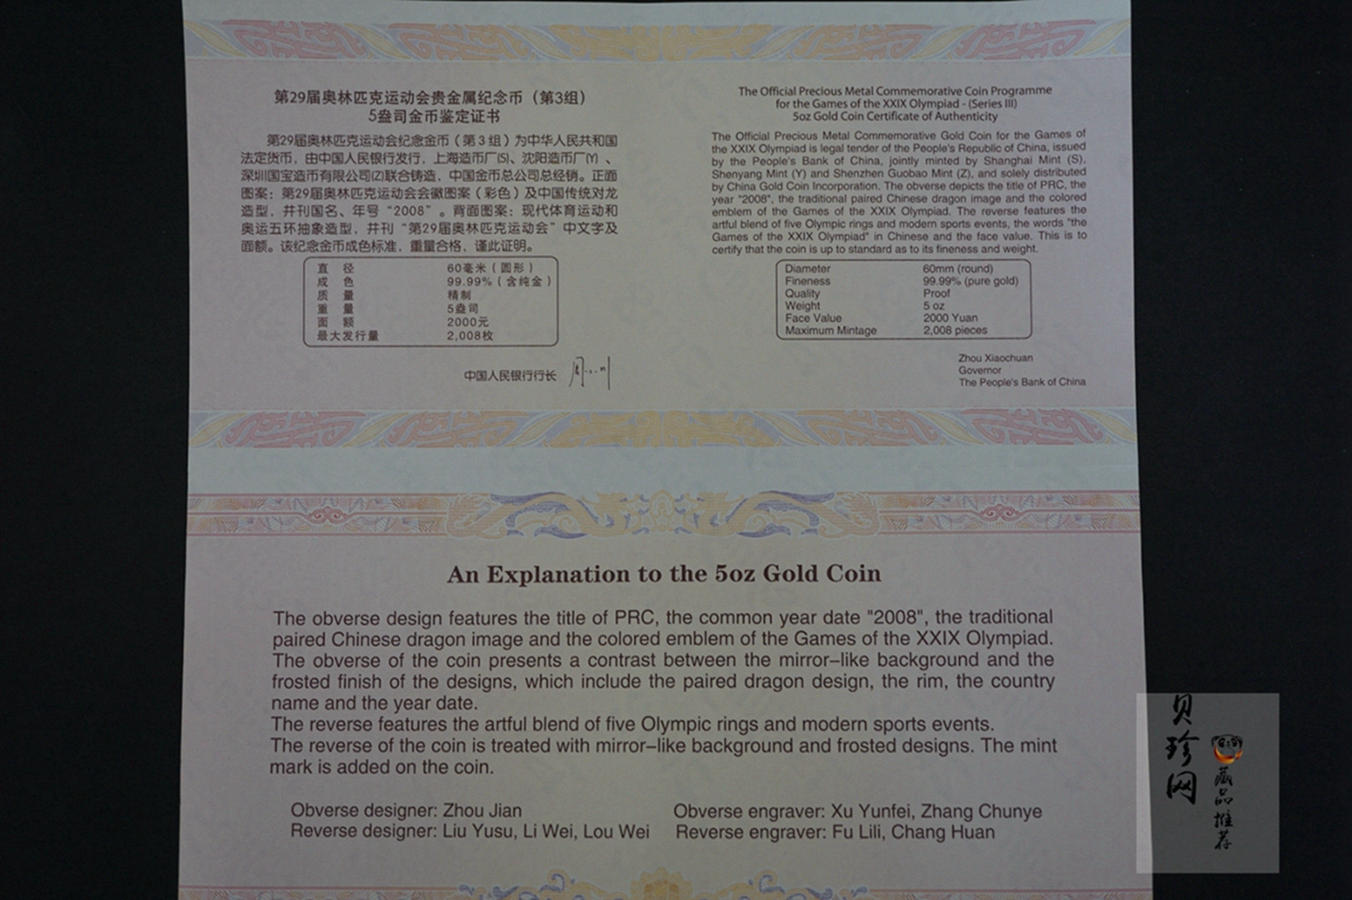 第29届奥林匹克运动会贵金属纪念币（第3组）
5盎司金币鉴定证书
第29届奥林匹克运动会纪念金币（第3组）为中华人民共和国
法定货币，由中国人民银行发行，上海造币厂(S)、沈阳造币厂(Y)、
深圳国宝造币有限公司(Z)联合铸造，中国金币总公司总经销。正面
图案：第29届奥林匹克运动会会徽图案（彩色）及中国传统对龙
造型，并刊国名、年号“2008”。背面图案：现代体育运动和
奥运五环抽象造型，并刊“第29届奥林匹克运动会”中文字及
面额。该纪念金币成色标准，重量合格，谨此证明。
直 径 60毫米（圆形）
成 色 99.99%（含纯金）
质 量 精制
重 量 5盎司
面 额 2000元
最大发行量 2,008枚
中国人民银行行长
The Official Precious Metal Commemorative Coin Programme
for the Games of the XXIX Olympiad - (Series III)
5oz Gold Coin Certificate of Authenticity
The Official Precious Metal Commemorative Gold Coin for the Games of
the XXIX Olympiad is legal tender of the People's Republic of China, issued
by the People's Bank of China, jointly minted by Shanghai Mint (S),
Shenyang Mint (Y) and Shenzhen Guobao Mint (Z), and solely distributed
by China Gold Coin Incorporation. The obverse depicts the title of PRC, the
year "2008", the traditional paired Chinese dragon image and the colored
emblem of the Games of the XXIX Olympiad. The reverse features the
artful blend of five Olympic rings and modern sports events, the words "the
Games of the XXIX Olympiad" in Chinese and the face value. This is to
certify that the coin is up to standard as to its fineness and weight.
Diameter 60mm (round)
Fineness 99.99% (pure gold)
Quality Proof
Weight 5 oz
Face Value 2000 Yuan
Maximum Mintage 2,008 pieces
Zhou Xiaochuan
Governor
The People's Bank of China
An Explanation to the 5oz Gold Coin
The obverse design features the title of PRC, the common year date "2008", the traditional
paired Chinese dragon image and the colored emblem of the Games of the XXIX Olympiad.
The obverse of the coin presents a contrast between the mirror–like background and the
frosted finish of the designs, which include the paired dragon design, the rim, the country
name and the year date.
The reverse features the artful blend of five Olympic rings and modern sports events.
The reverse of the coin is treated with mirror–like background and frosted designs. The mint
mark is added on the coin.
Obverse designer: Zhou Jian Obverse engraver: Xu Yunfei, Zhang Chunye
Reverse designer: Liu Yusu, Li Wei, Lou Wei Reverse engraver: Fu Lili, Chang Huan
贝珍网
藏品推荐